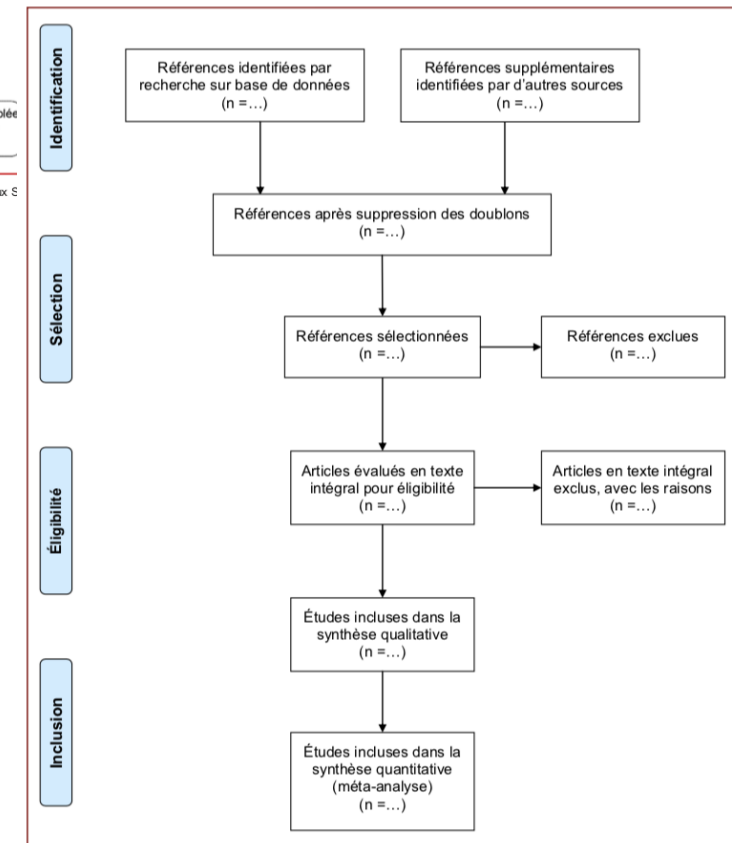 Identification
Références identifiées par
recherche sur base de données
(n =...)
Références supplémentaires
identifiées par d'autres sources
(n =...)
Références après suppression des doublons
(n =...)
Sélection
Références sélectionnées
(n =...)
Références exclues
(n =...)
Éligibilité
Articles évalués en texte
intégral pour éligibilité
(n =...)
Articles en texte intégral
exclus, avec les raisons
(n =...)
Études incluses dans la
synthèse qualitative
(n =...)
Inclusion
Études incluses dans la
synthèse quantitative
(méta-analyse)
(n =...)